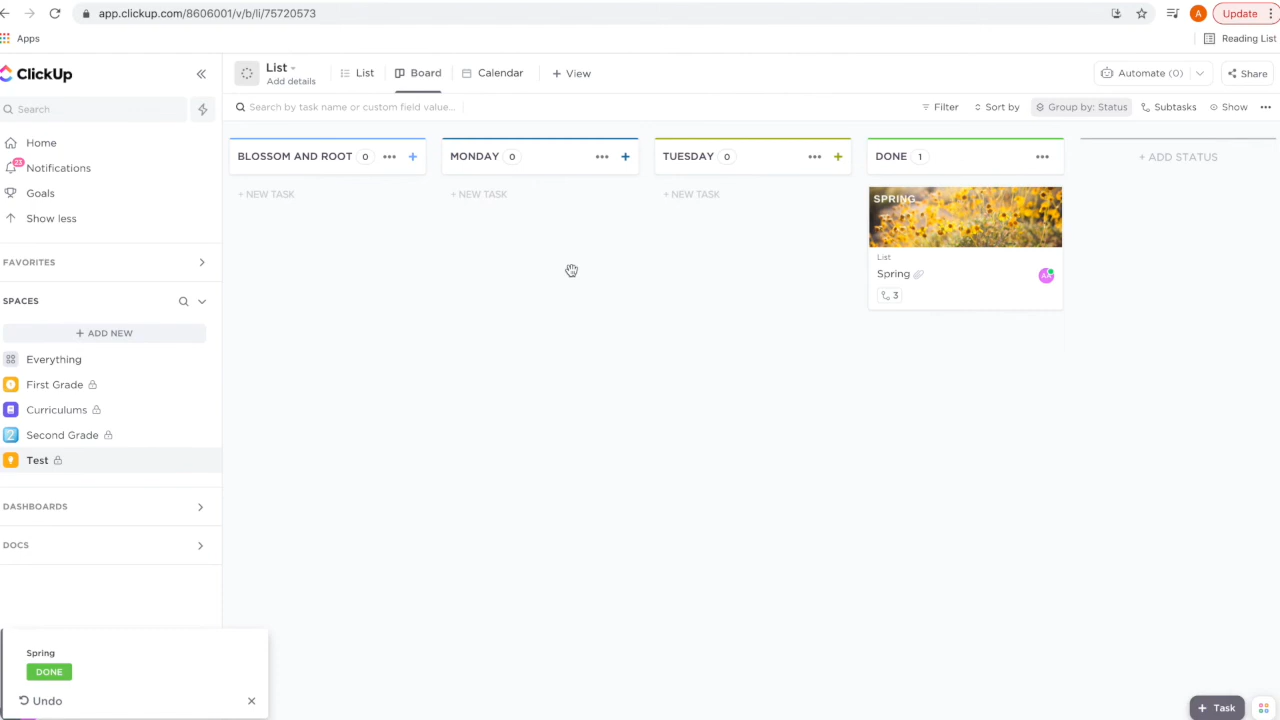 app.clickup.com/8606001/v/b/li/75720573
A
Update
Apps
Reading List
ClickUp
List
Add details
List
Board
Calendar
+ View
Automate (0)
Share
Search
Search by task name or custom field value...
Filter
Sort by
Group by: Status
Subtasks
Show
Home
23
Notifications
Goals
Show less
FAVORITES
SPACES
+ ADD NEW
Everything
First Grade
Curriculums
2
Second Grade
Test
DASHBOARDS
DOCS
BLOSSOM AND ROOT 0
+ NEW TASK
MONDAY 0
+ NEW TASK
TUESDAY 0
+ NEW TASK
DONE 1
SPRING
List
Spring
AA
3
+ ADD STATUS
Spring
DONE
Undo
+ Task